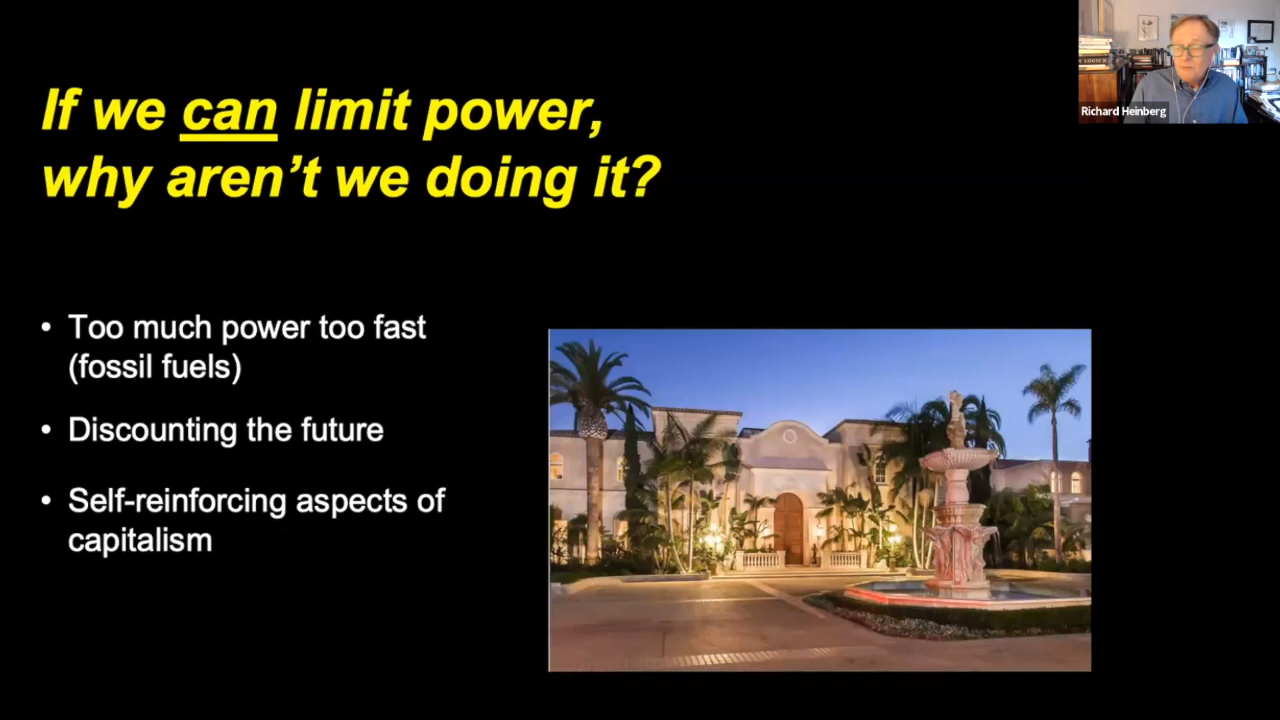 If we can limit power,
why aren’t we doing it?
• Too much power too fast
(fossil fuels)
• Discounting the future
• Self-reinforcing aspects of
capitalism
Richard Heinberg